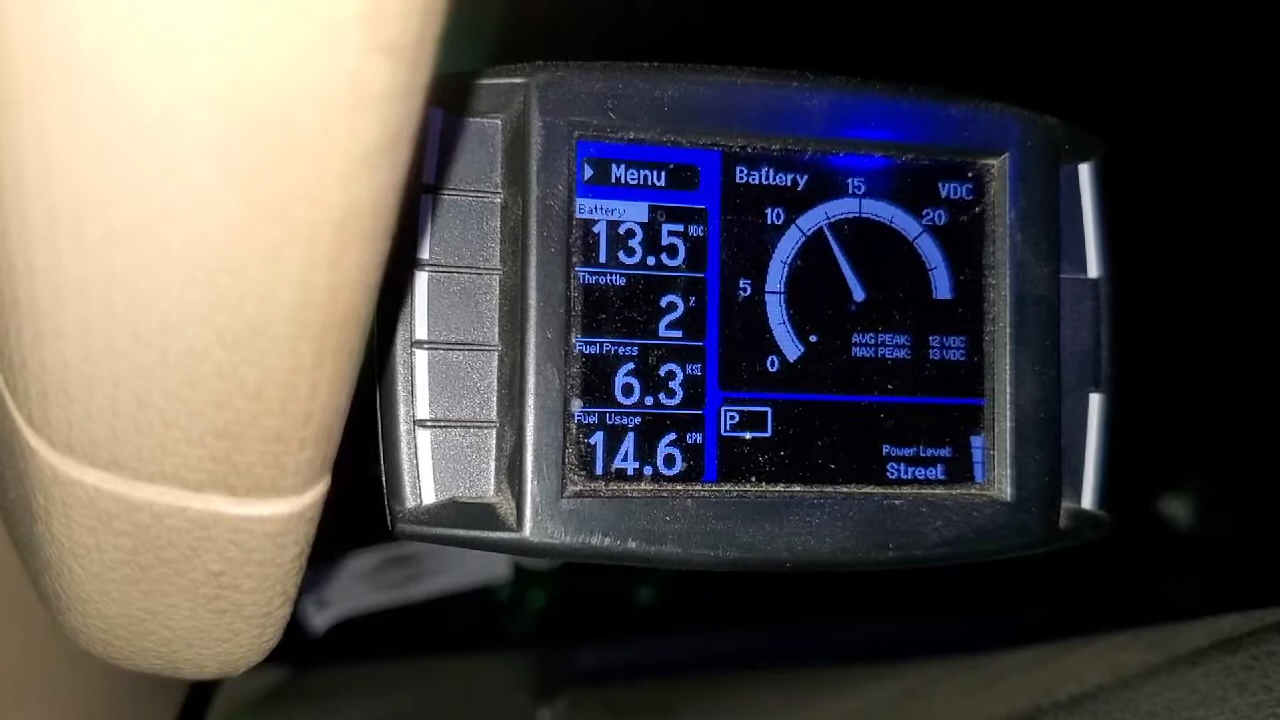 Menu
Battery
13.5 VDC
Throttle
2 %
Fuel Press
6.3 KSI
Fuel Usage
14.6 GPH
Battery
VDC
0
5
10
15
20
AVG PEAK: 12 VDC
MAX PEAK: 13 VDC
P
Power Level:
Street